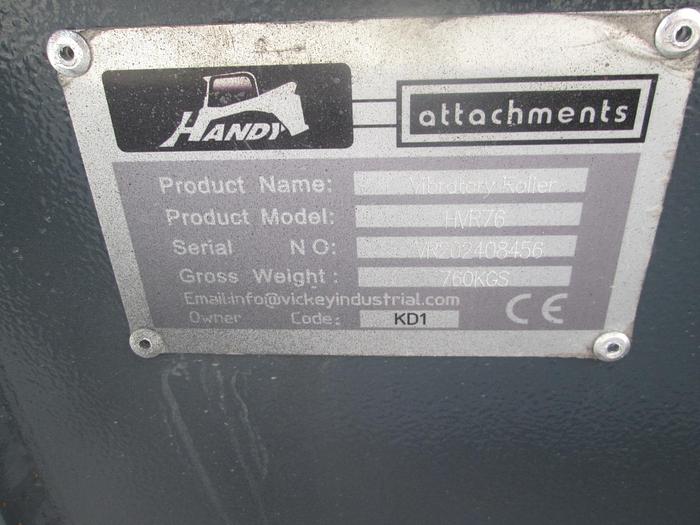 HANDY attachments
Product Name: Vibratory Roller
Product Model: HVR76
Serial NO: VR202408456
Gross Weight: 760KGS
Email:info@vickeyindustrial.com
Owner Code: KD1 CE